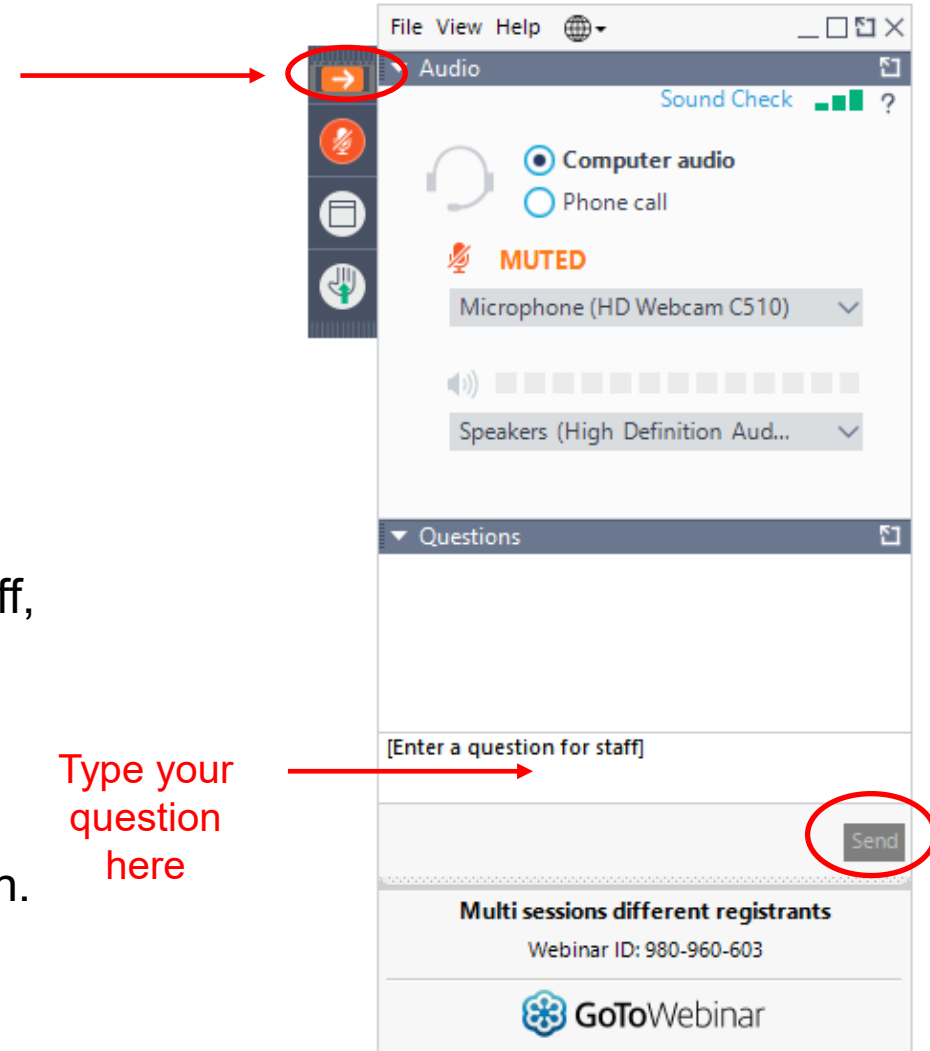 File View Help
Audio
Sound Check ?
Computer audio
Phone call
MUTED
Microphone (HD Webcam C510)
Speakers (High Definition Aud...
Questions
ff,
[Enter a question for staff]
Type your
question
here
Send
n.
Multi sessions different registrants
Webinar ID: 980-960-603
GoToWebinar